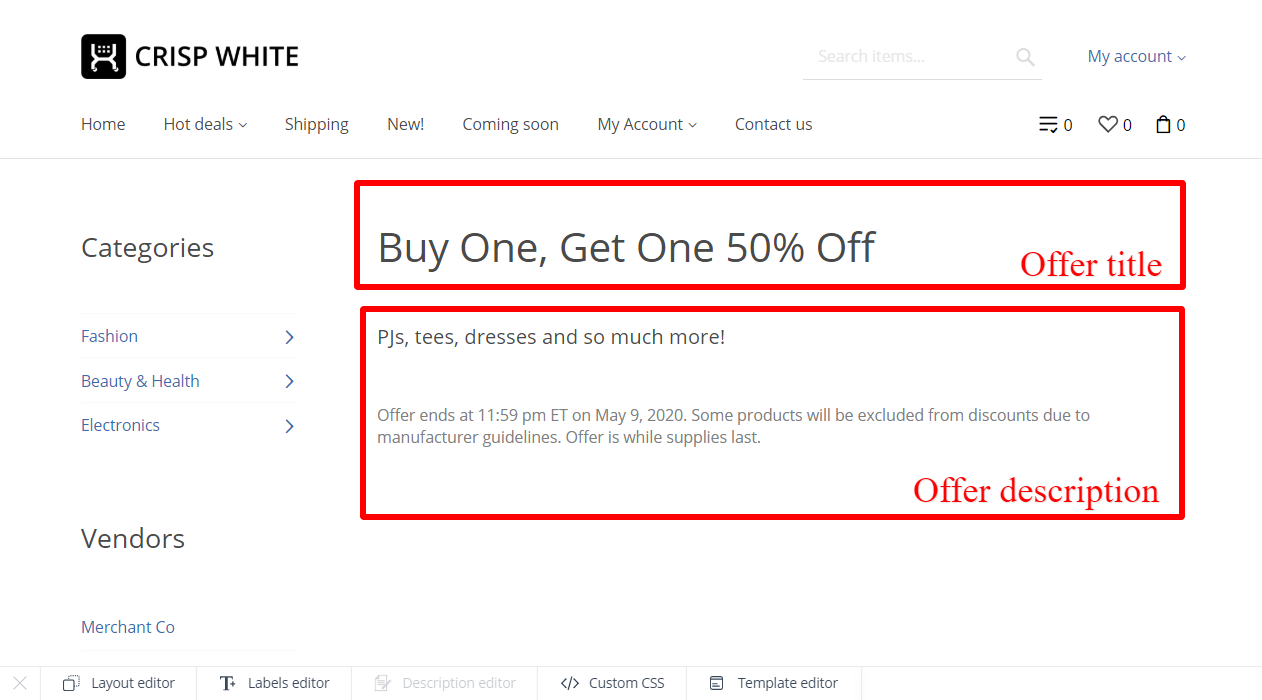 CRISP WHITE
Search items...
My account
Home
Hot deals
Shipping
New!
Coming soon
My Account
Contact us
0
0
0
Categories
Fashion
Beauty & Health
Electronics
Vendors
Merchant Co
Buy One, Get One 50% Off
Offer title
PJs, tees, dresses and so much more!
Offer ends at 11:59 pm ET on May 9, 2020. Some products will be excluded from discounts due to
manufacturer guidelines. Offer is while supplies last.
Offer description
Layout editor
Labels editor
Description editor
Custom CSS
Template editor